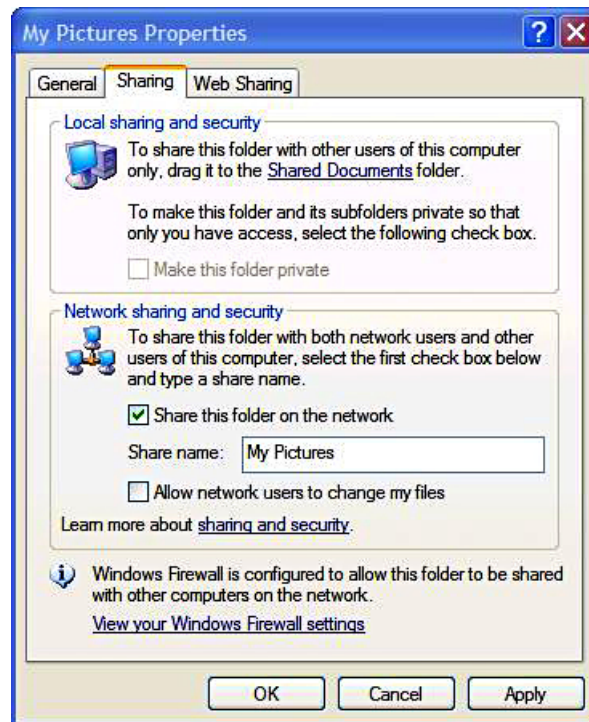 My Pictures Properties
?
X
General
Sharing
Web Sharing
Local sharing and security
To share this folder with other users of this computer
only, drag it to the Shared Documents folder.
To make this folder and its subfolders private so that
only you have access, select the following check box.
Make this folder private
Network sharing and security
To share this folder with both network users and other
users of this computer, select the first check box below
and type a share name.
Share this folder on the network
Share name: My Pictures
Allow network users to change my files
Learn more about sharing and security.
Windows Firewall is configured to allow this folder to be shared
with other computers on the network.
View your Windows Firewall settings
OK
Cancel
Apply